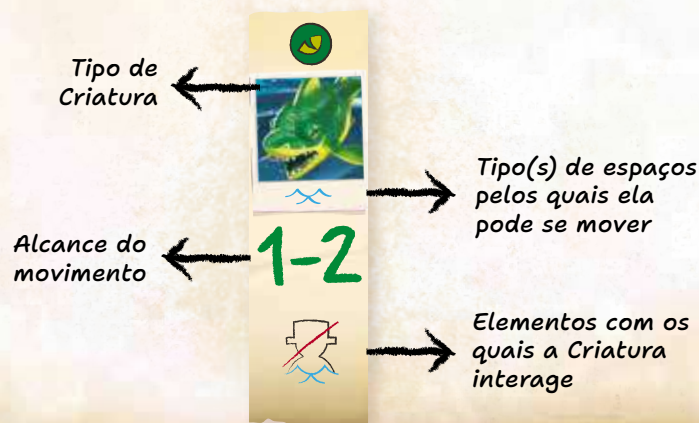 Tipo de
Criatura
Tipo(s) de espaços
pelos quais ela
pode se mover
Alcance do
movimento
1-2
Elementos com os
quais a Criatura
interage